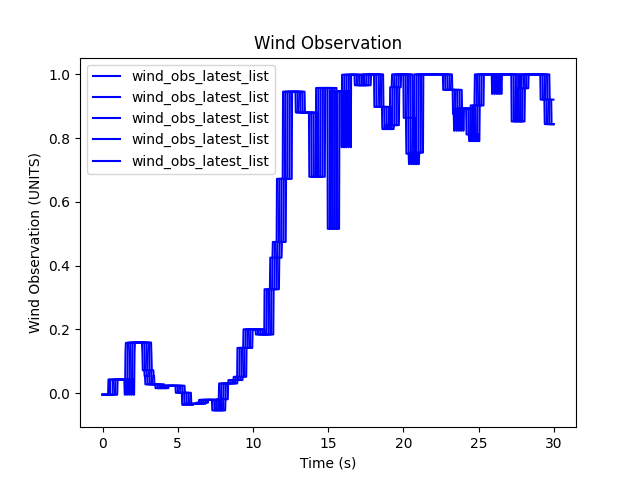 Wind Observation
wind_obs_latest_list
wind_obs_latest_list
wind_obs_latest_list
wind_obs_latest_list
wind_obs_latest_list
Wind Observation (UNITS)
1.0
0.8
0.6
0.4
0.2
0.0
0 5 10 15 20 25 30
Time (s)